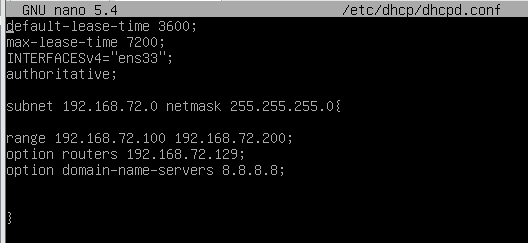 GNU nano 5.4 /etc/dhcp/dhcpd.conf
default-lease-time 3600;
max-lease-time 7200;
INTERFACESv4="ens33";
authoritative;
subnet 192.168.72.0 netmask 255.255.255.0{
range 192.168.72.100 192.168.72.200;
option routers 192.168.72.129;
option domain-name-servers 8.8.8.8;
}